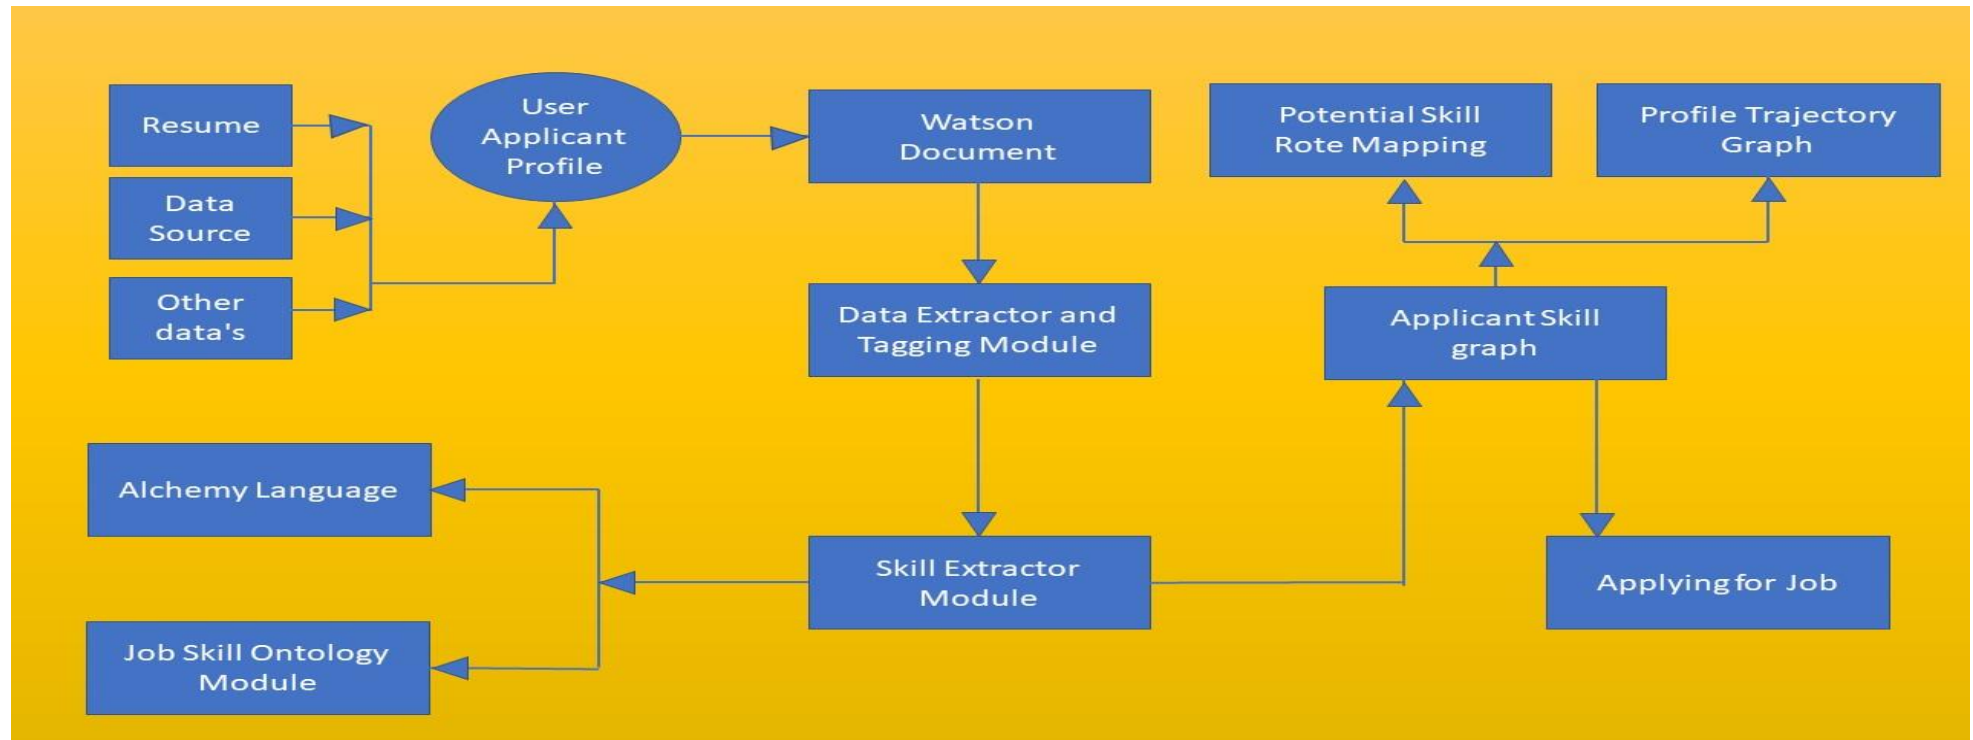 Resume
Data
Source
Other
data's
User
Applicant
Profile
Watson
Document
Data Extractor and
Tagging Module
Skill Extractor
Module
Alchemy Language
Job Skill Ontology
Module
Potential Skill
Rote Mapping
Profile Trajectory
Graph
Applicant Skill
graph
Applying for Job